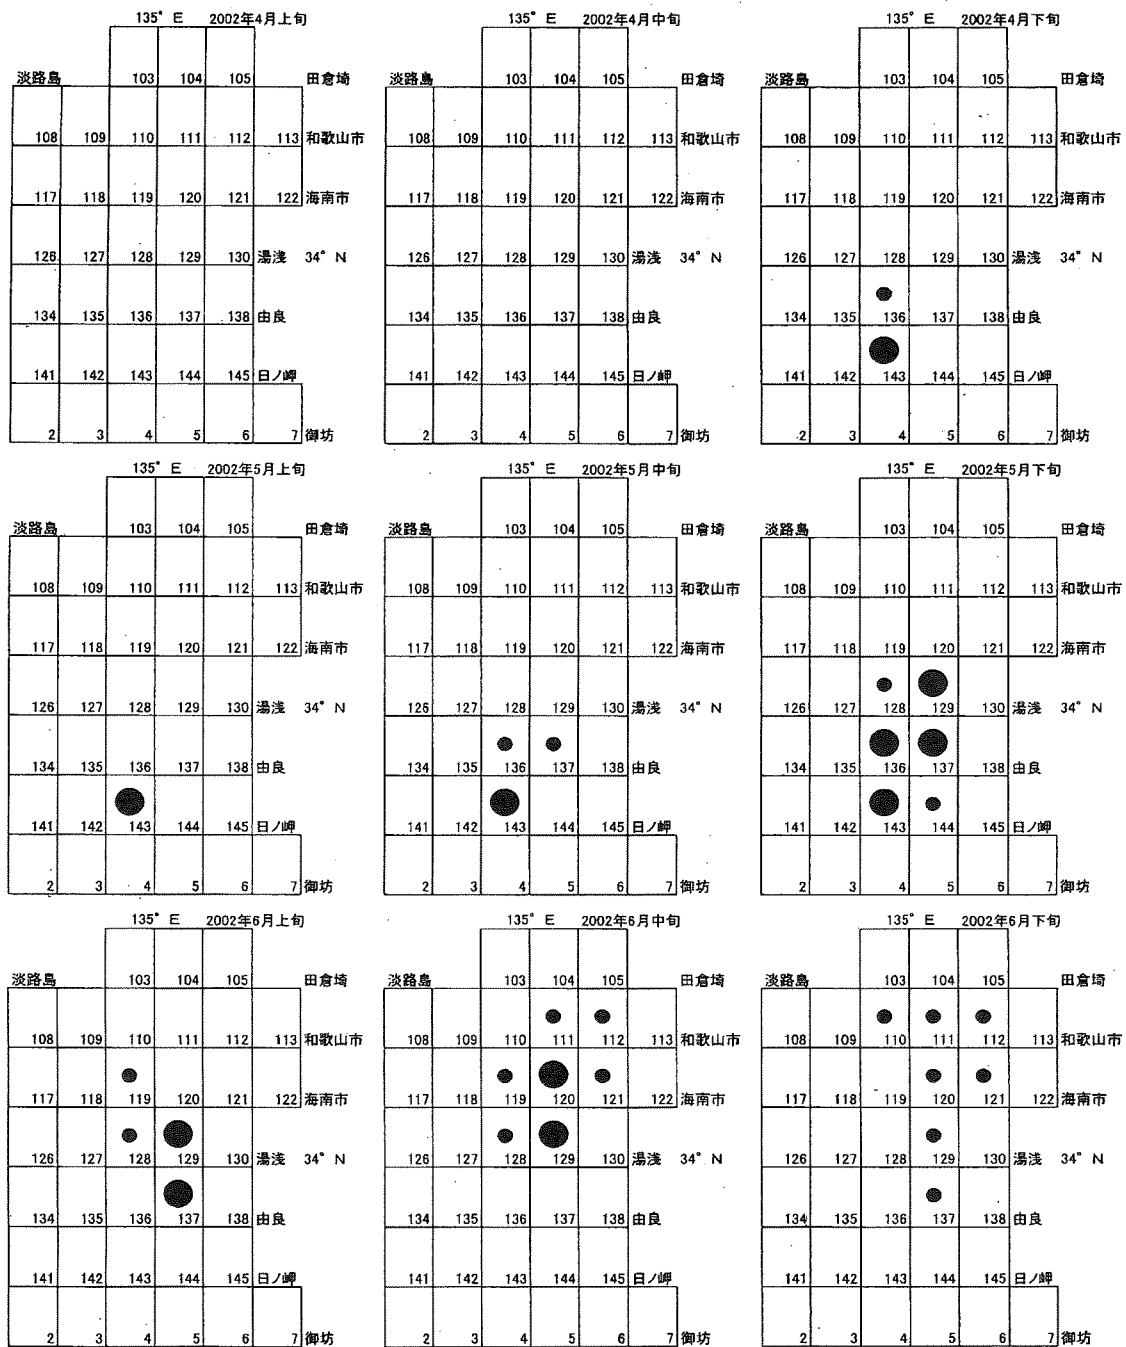 135° E 2002年4月上旬
淡路島 103 104 105 田倉埼
108 109 110 111 112 113 和歌山市
117 118 119 120 121 122 海南市
126 127 128 129 130 湯浅 34° N
134 135 136 137 138 由良
141 142 143 144 145 日ノ岬
2 3 4 5 6 7 御坊
135° E 2002年4月中旬
淡路島 103 104 105 田倉埼
108 109 110 111 112 113 和歌山市
117 118 119 120 121 122 海南市
126 127 128 129 130 湯浅 34° N
134 135 136 137 138 由良
141 142 143 144 145 日ノ岬
2 3 4 5 6 7 御坊
135° E 2002年4月下旬
淡路島 103 104 105 田倉埼
108 109 110 111 112 113 和歌山市
117 118 119 120 121 122 海南市
126 127 128 129 130 湯浅 34° N
134 135 136 137 138 由良
141 142 143 144 145 日ノ岬
2 3 4 5 6 7 御坊
135° E 2002年5月上旬
淡路島 103 104 105 田倉埼
108 109 110 111 112 113 和歌山市
117 118 119 120 121 122 海南市
126 127 128 129 130 湯浅 34° N
134 135 136 137 138 由良
141 142 143 144 145 日ノ岬
2 3 4 5 6 7 御坊
135° E 2002年5月中旬
淡路島 103 104 105 田倉埼
108 109 110 111 112 113 和歌山市
117 118 119 120 121 122 海南市
126 127 128 129 130 湯浅 34° N
134 135 136 137 138 由良
141 142 143 144 145 日ノ岬
2 3 4 5 6 7 御坊
135° E 2002年5月下旬
淡路島 103 104 105 田倉埼
108 109 110 111 112 113 和歌山市
117 118 119 120 121 122 海南市
126 127 128 129 130 湯浅 34° N
134 135 136 137 138 由良
141 142 143 144 145 日ノ岬
2 3 4 5 6 7 御坊
135° E 2002年6月上旬
淡路島 103 104 105 田倉埼
108 109 110 111 112 113 和歌山市
117 118 119 120 121 122 海南市
126 127 128 129 130 湯浅 34° N
134 135 136 137 138 由良
141 142 143 144 145 日ノ岬
2 3 4 5 6 7 御坊
135° E 2002年6月中旬
淡路島 103 104 105 田倉埼
108 109 110 111 112 113 和歌山市
117 118 119 120 121 122 海南市
126 127 128 129 130 湯浅 34° N
134 135 136 137 138 由良
141 142 143 144 145 日ノ岬
2 3 4 5 6 7 御坊
135° E 2002年6月下旬
淡路島 103 104 105 田倉埼
108 109 110 111 112 113 和歌山市
117 118 119 120 121 122 海南市
126 127 128 129 130 湯浅 34° N
134 135 136 137 138 由良
141 142 143 144 145 日ノ岬
2 3 4 5 6 7 御坊